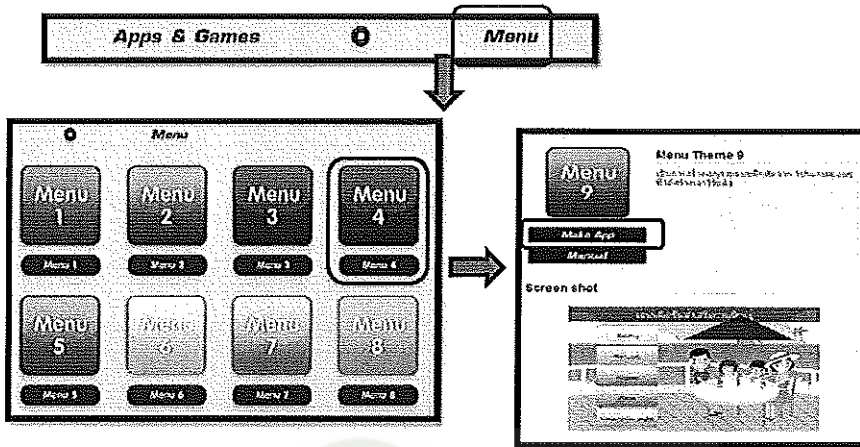 Apps & Games
Menu
Menu
Menu
1
Menu
2
Menu
3
Menu
4
Menu 1
Menu 2
Menu 3
Menu 4
Menu
5
Menu
6
Menu
7
Menu
8
Menu 5
Menu 6
Menu 7
Menu 8
Menu
9
Menu Theme 9
Make App
Manual
Screen shot